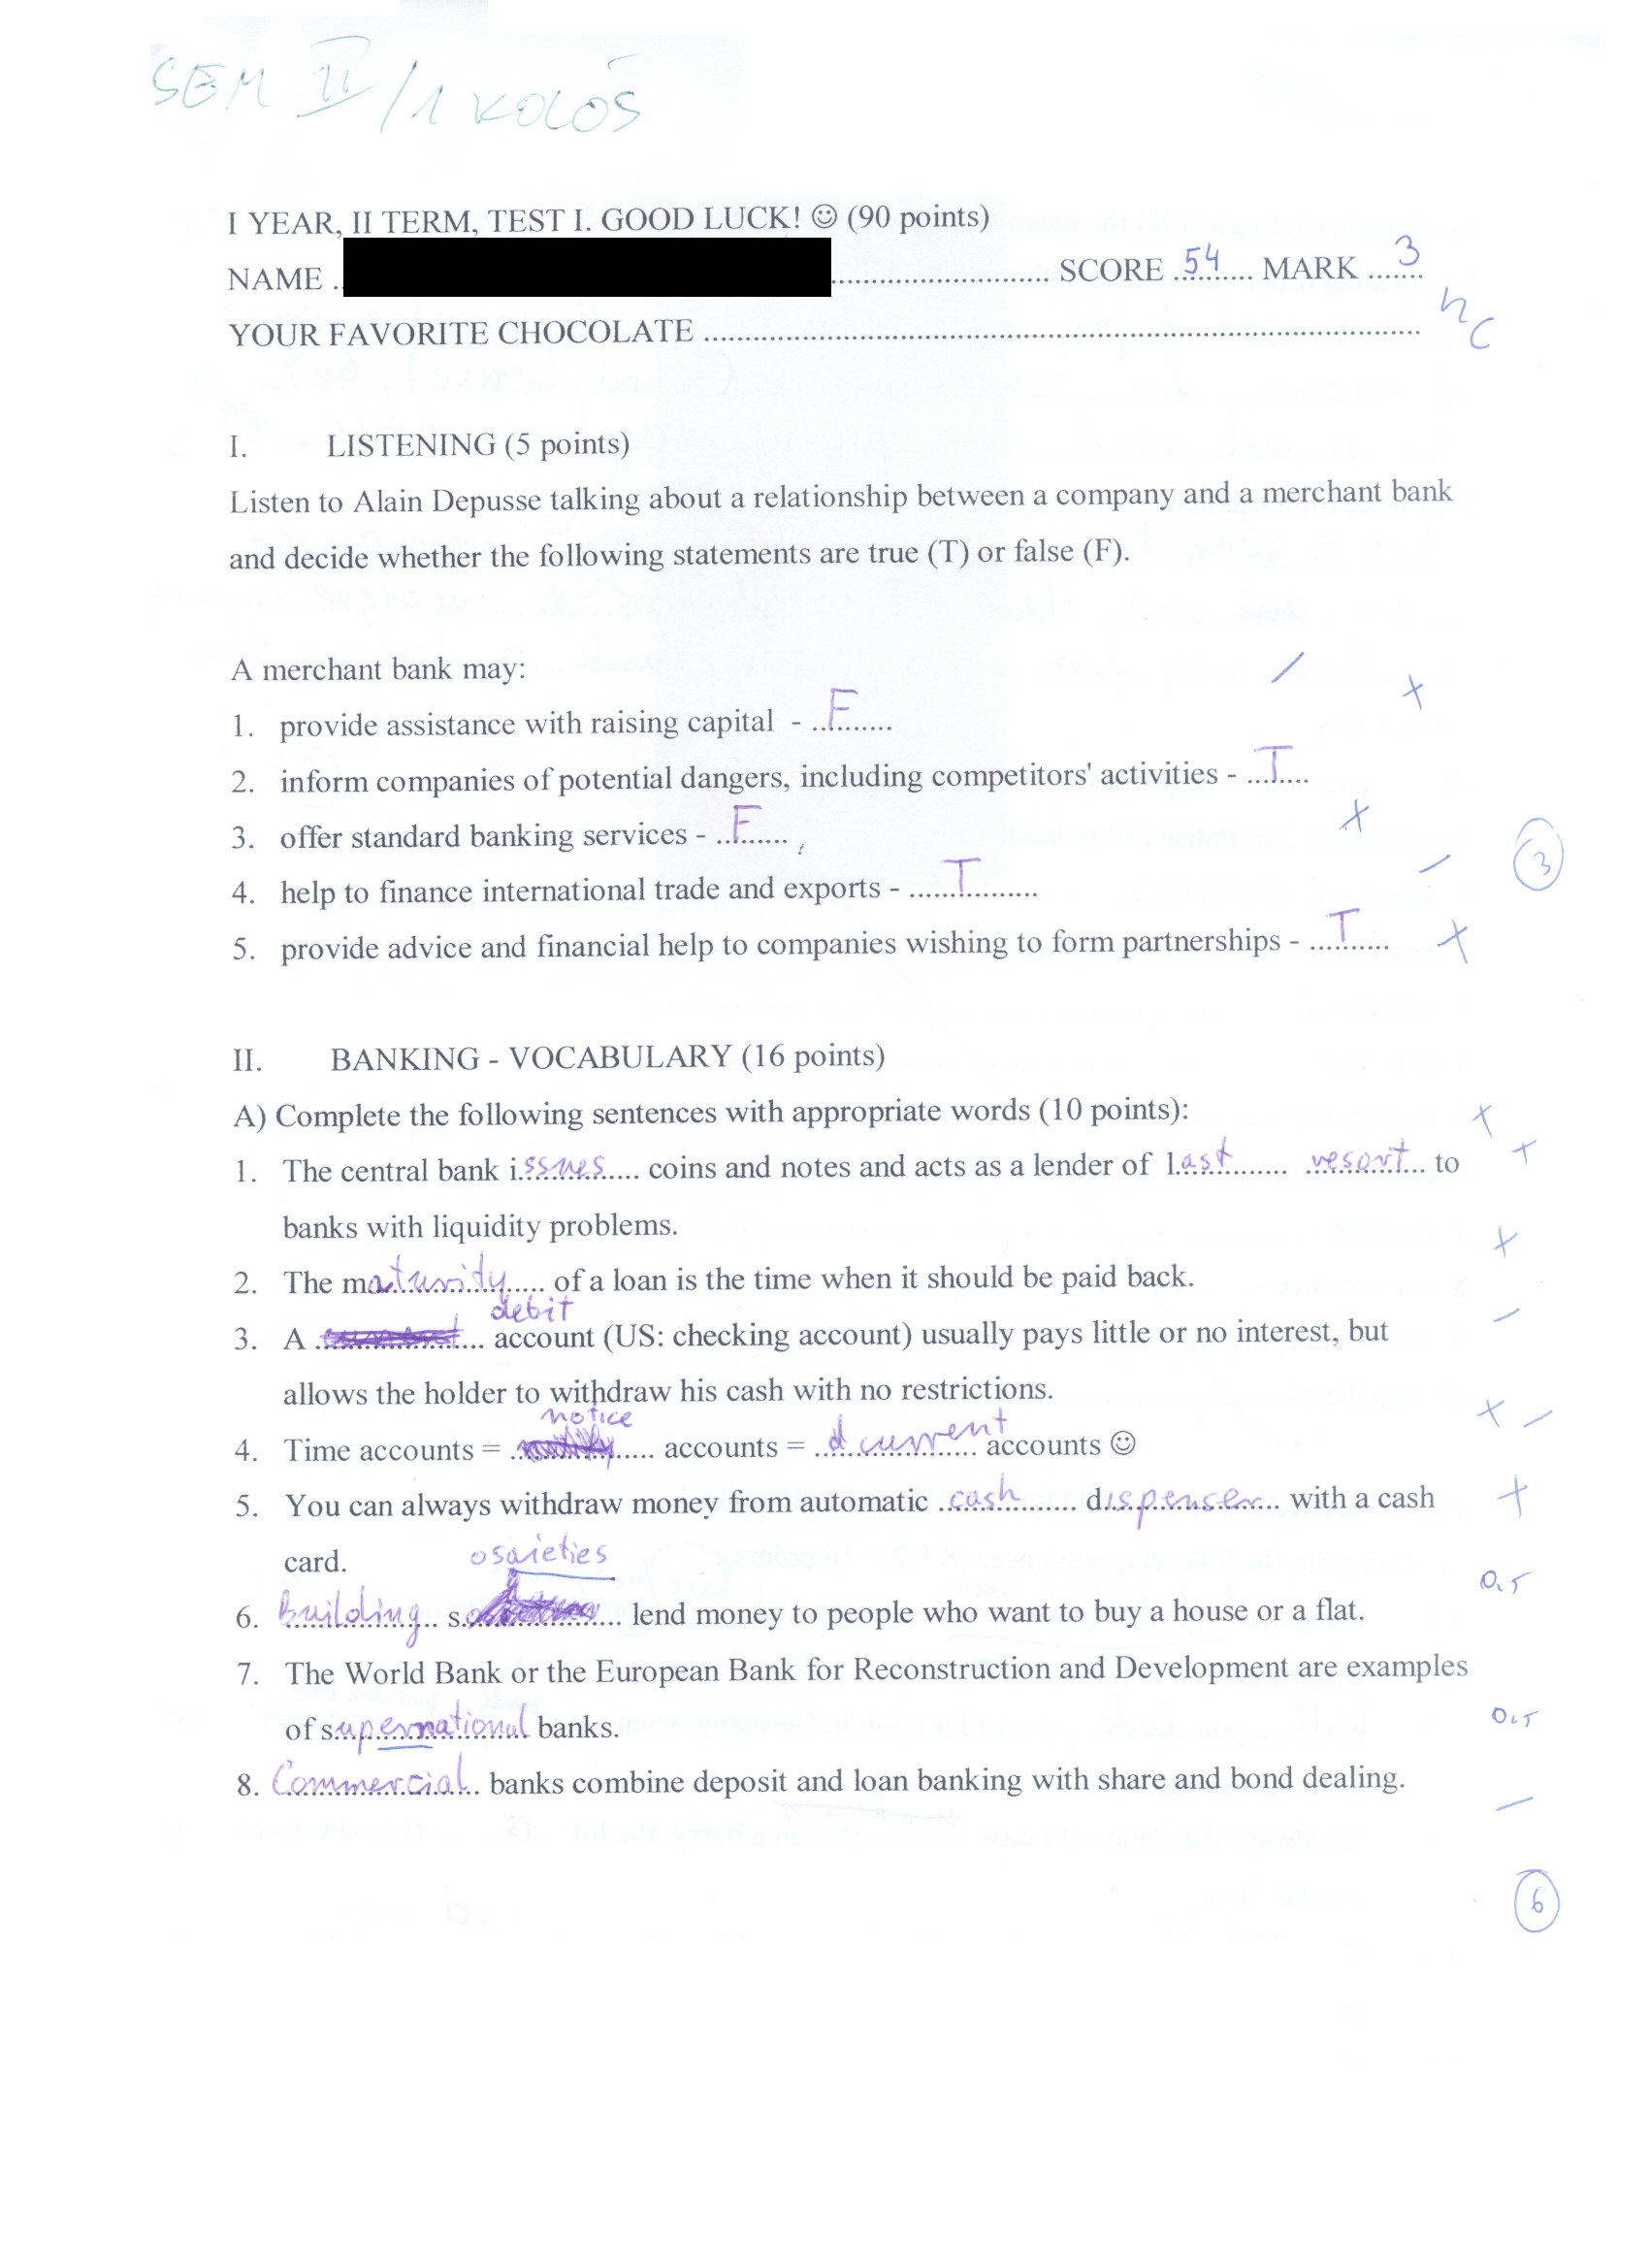 SEM II / 1 KOLOS
I YEAR, II TERM, TEST I. GOOD LUCK! ☺ (90 points)
NAME .. .......................... SCORE ..54.... MARK ...3....
nc
YOUR FAVORITE CHOCOLATE ................................................................................
I. LISTENING (5 points)
Listen to Alain Depusse talking about a relationship between a company and a merchant bank
and decide whether the following statements are true (T) or false (F).
A merchant bank may: /
1. provide assistance with raising capital - ..F........ +
2. inform companies of potential dangers, including competitors' activities - ...T....
3. offer standard banking services - ..F....... +
4. help to finance international trade and exports - ......T.......... – 3
5. provide advice and financial help to companies wishing to form partnerships - ....T...... +
II. BANKING - VOCABULARY (16 points)
A) Complete the following sentences with appropriate words (10 points): +
1. The central bank i.ssues.... coins and notes and acts as a lender of l.ast....... ..resort... to +
banks with liquidity problems. +
2. The maturity..... of a loan is the time when it should be paid back.
debit
3. A ... account (US: checking account) usually pays little or no interest, but –
allows the holder to withdraw his cash with no restrictions.
notice
4. Time accounts = ...... accounts = ..d current.. accounts ☺ + –
5. You can always withdraw money from automatic ..cash....... dispenser.. with a cash +
card. osaieties
6. Building.. s........ lend money to people who want to buy a house or a flat. 0.5
7. The World Bank or the European Bank for Reconstruction and Development are examples
of supernational banks. 0.5
8. Commercial.. banks combine deposit and loan banking with share and bond dealing. –
6